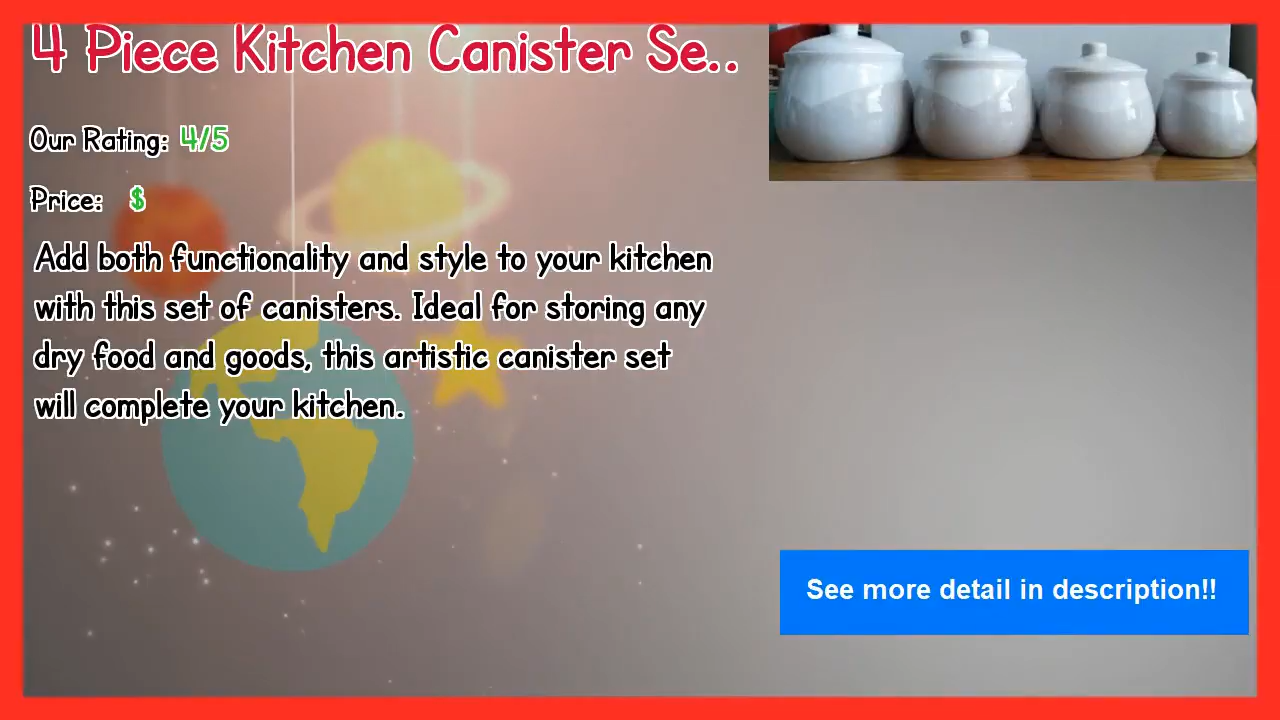 4 Piece Kitchen Canister Se..
Our Rating: 4/5
Price: $
Add both functionality and style to your kitchen
with this set of canisters. Ideal for storing any
dry food and goods, this artistic canister set
will complete your kitchen.
See more detail in description!!